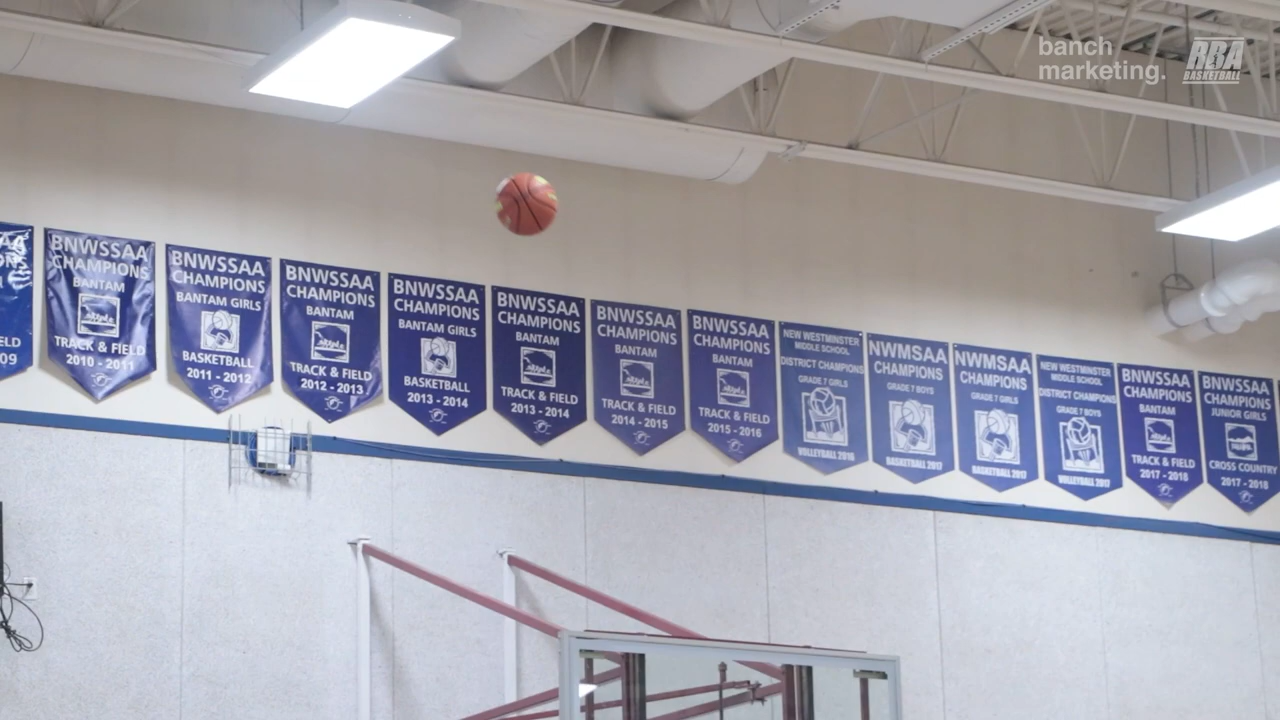 banch
marketing.
RBA
BASKETBALL
09
BNWSSAA
CHAMPIONS
BANTAM
TRACK & FIELD
2010 - 2011
BNWSSAA
CHAMPIONS
BANTAM GIRLS
BASKETBALL
2011 - 2012
BNWSSAA
CHAMPIONS
BANTAM
TRACK & FIELD
2012 - 2013
BNWSSAA
CHAMPIONS
BANTAM GIRLS
BASKETBALL
2013 - 2014
BNWSSAA
CHAMPIONS
BANTAM
TRACK & FIELD
2013 - 2014
BNWSSAA
CHAMPIONS
BANTAM
TRACK & FIELD
2014 - 2015
BNWSSAA
CHAMPIONS
BANTAM
TRACK & FIELD
2015 - 2016
NEW WESTMINSTER
MIDDLE SCHOOL
DISTRICT CHAMPIONS
GRADE 7 GIRLS
VOLLEYBALL 2016
NWMSAA
CHAMPIONS
GRADE 7 BOYS
BASKETBALL 2017
NWMSAA
CHAMPIONS
GRADE 7 GIRLS
BASKETBALL 2017
NEW WESTMINSTER
MIDDLE SCHOOL
DISTRICT CHAMPIONS
GRADE 7 BOYS
VOLLEYBALL 2017
BNWSSAA
CHAMPIONS
BANTAM
TRACK & FIELD
2017 - 2018
BNWSSAA
CHAMPIONS
JUNIOR GIRLS
CROSS COUNTRY
2017 - 2018